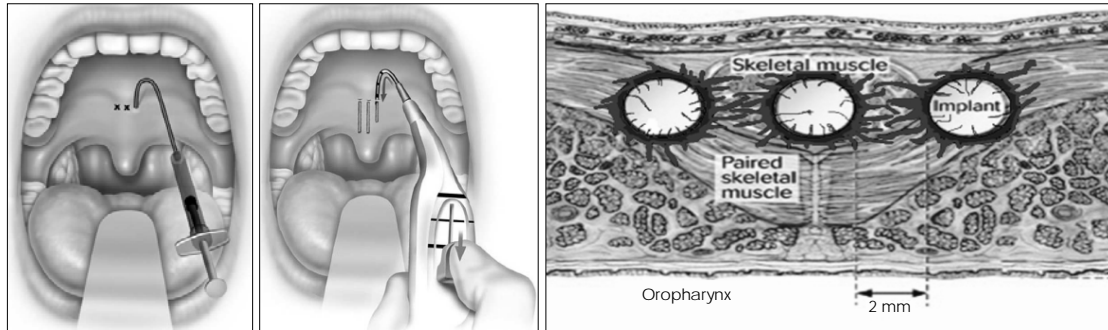 x x
Skeletal muscle
Implant
Paired
skeletal
muscle
Oropharynx
2 mm